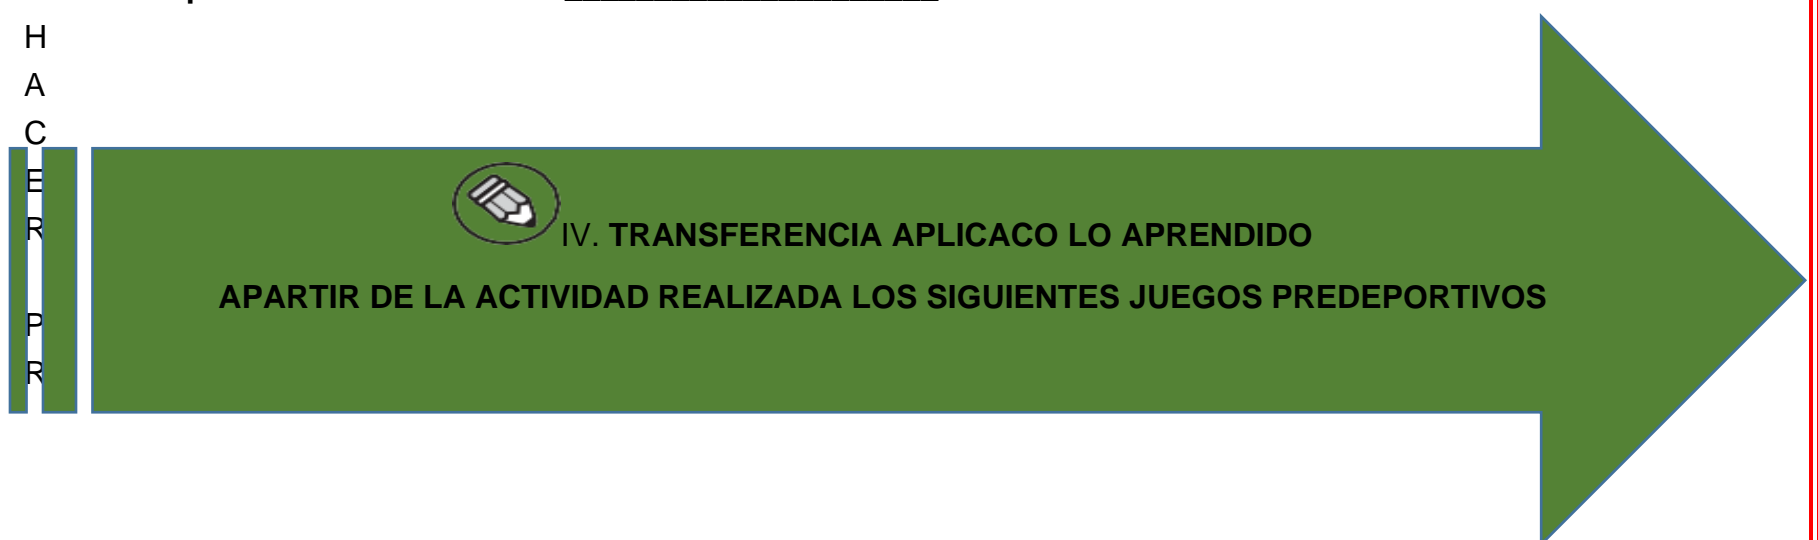 H
A
C
E
R
P
R
IV. TRANSFERENCIA APLICACO LO APRENDIDO
APARTIR DE LA ACTIVIDAD REALIZADA LOS SIGUIENTES JUEGOS PREDEPORTIVOS